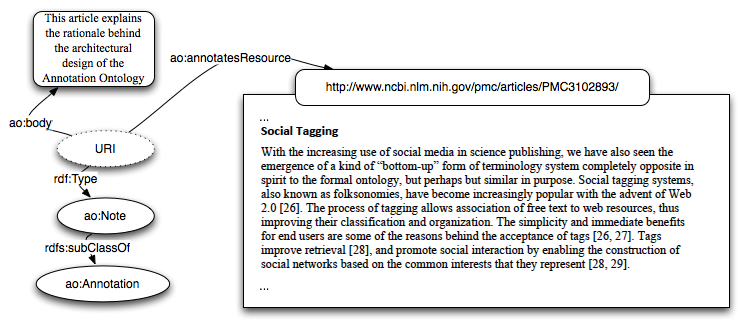 This article explains
the rationale behind
the architectural
design of the
Annotation Ontology
ao:annotatesResource
http://www.ncbi.nlm.nih.gov/pmc/articles/PMC3102893/
ao:body
URI
rdf:Type
ao:Note
rdfs:subClassOf
ao:Annotation
...
Social Tagging
With the increasing use of social media in science publishing, we have also seen the
emergence of a kind of “bottom-up” form of terminology system completely opposite in
spirit to the formal ontology, but perhaps but similar in purpose. Social tagging systems,
also known as folksonomies, have become increasingly popular with the advent of Web
2.0 [26]. The process of tagging allows association of free text to web resources, thus
improving their classification and organization. The simplicity and immediate benefits
for end users are some of the reasons behind the acceptance of tags [26, 27]. Tags
improve retrieval [28], and promote social interaction by enabling the construction of
social networks based on the common interests that they represent [28, 29].
...